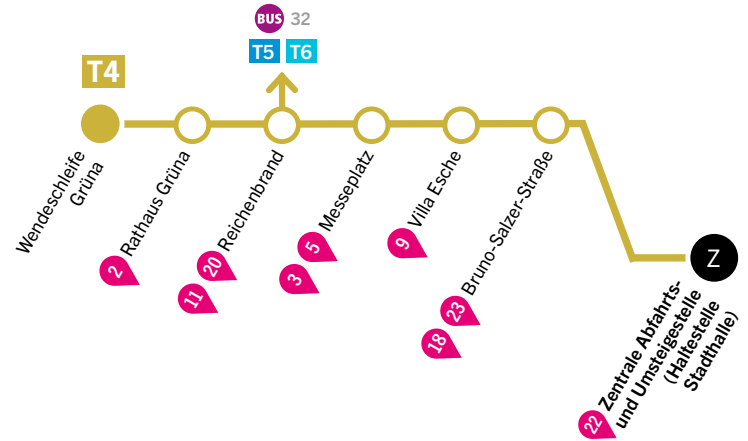 BUS 32
T5 T6
T4
Wendeschleife
Grüna
Rathaus Grüna
2
Reichenbrand
20
11
Messeplatz
5
3
Villa Esche
9
Bruno-Salzer-Straße
23
18
Z
Zentrale Abfahrts-
und Umsteigestelle
(Haltestelle
Stadthalle)
22